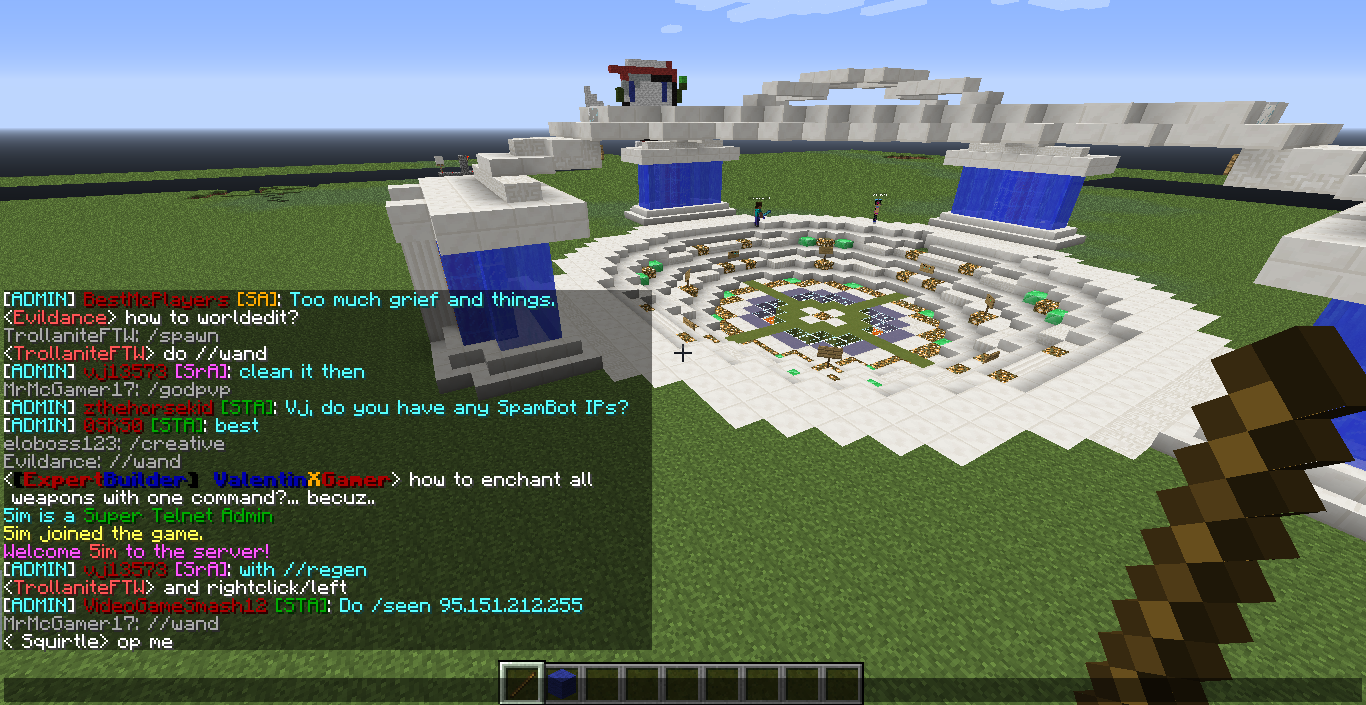 [ADMIN] BestMcPlayers [SA]: Too much grief and things.
<Evildance> how to worldedit?
TrollaniteFTW: /spawn
<TrollaniteFTW> do //wand
[ADMIN] vj13573 [SrA]: clean it then
MrMcGamer17: /godpvp
[ADMIN] zthehorsekid [STA]: Vj, do you have any SpamBot IPs?
[ADMIN] 0sKS0 [STA]: best
eloboss123: /creative
Evildance: //wand
<[ExpertBuilder] ValentinXGamer> how to enchant all
weapons with one command?... becuz..
5im is a Super Telnet Admin
5im joined the game.
Welcome 5im to the server!
[ADMIN] vj13573 [SrA]: with //regen
<TrollaniteFTW> and rightclick/left
[ADMIN] VideoGameSmash12 [STA]: Do /seen 95.151.212.255
MrMcGamer17: //wand
< Squirtle> op me